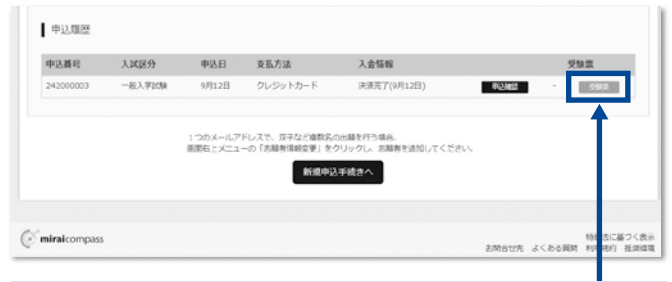 申込履歴
申込番号 入試区分 申込日 支払方法 入金情報 受験票
242000003 一般入学試験 9月12日 クレジットカード 決済完了(9月12日) 申込確認 - 受験票
1つのメールアドレスで、双子など複数名の出願を行う場合、
画面右上メニューの「志願者情報変更」をクリックし、志願者を追加してください。
新規申込手続きへ
miraicompass
特 法に基づく表示
お問合せ先 よくある質問 利用規約 推奨環境